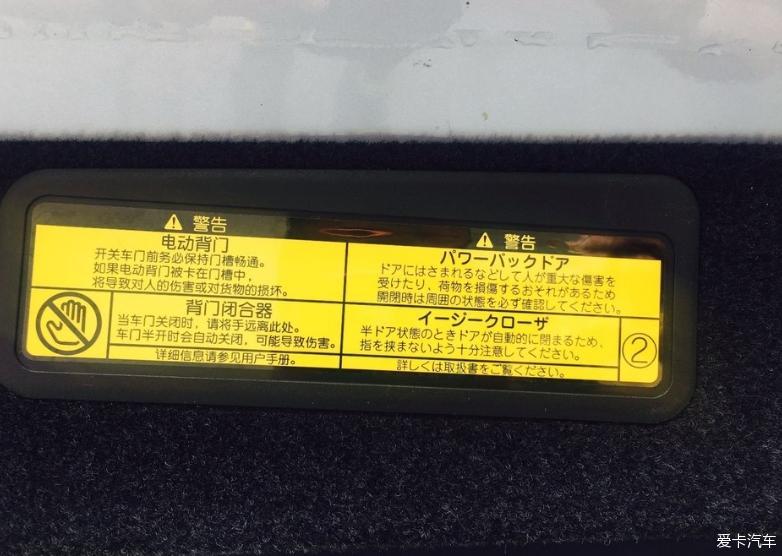 警告
电动背门
开关车门前务必保持门槽畅通。
如果电动背门被卡在门槽中,
将导致对人的伤害或对货物的损坏。
背门闭合器
当车门关闭时,请将手远离此处。
车门半开时会自动关闭,可能导致伤害。
详细信息请参见用户手册。
警告
パワーバックドア
ドアにはさまれるなどして人が重大な傷害を
受けたり、荷物を損傷するおそれがあるため
開閉時は周囲の状態を必ず確認してください。
イージークローザ
半ドア状態のときドアが自動的に閉まるため、
指を挟まないよう十分注意してください。
②
詳しくは取扱書をご覧ください。
爱卡汽车